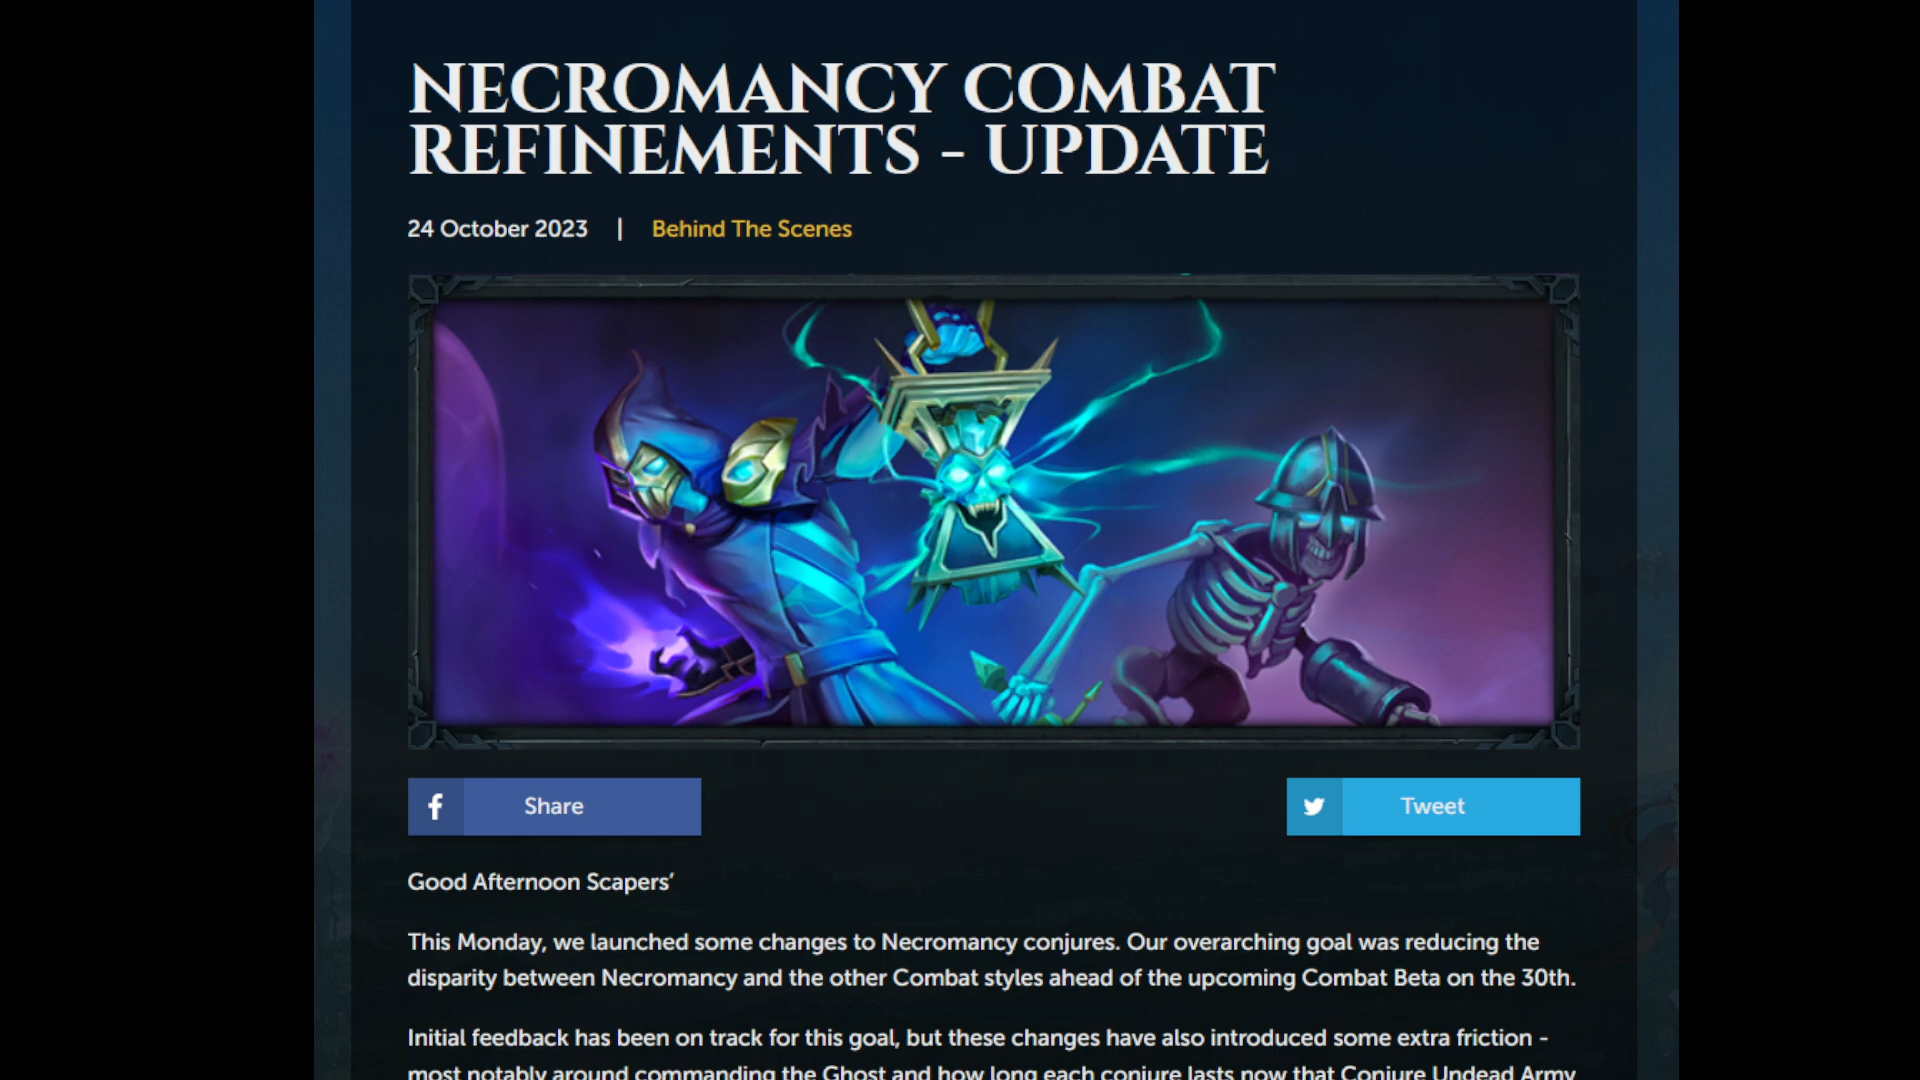 NECROMANCY COMBAT
REFINEMENTS - UPDATE
24 October 2023 | Behind The Scenes
f Share
Tweet
Good Afternoon Scapers’
This Monday, we launched some changes to Necromancy conjures. Our overarching goal was reducing the
disparity between Necromancy and the other Combat styles ahead of the upcoming Combat Beta on the 30th.
Initial feedback has been on track for this goal, but these changes have also introduced some extra friction -
most notably around commanding the Ghost and how long each conjure lasts now that Conjure Undead Army